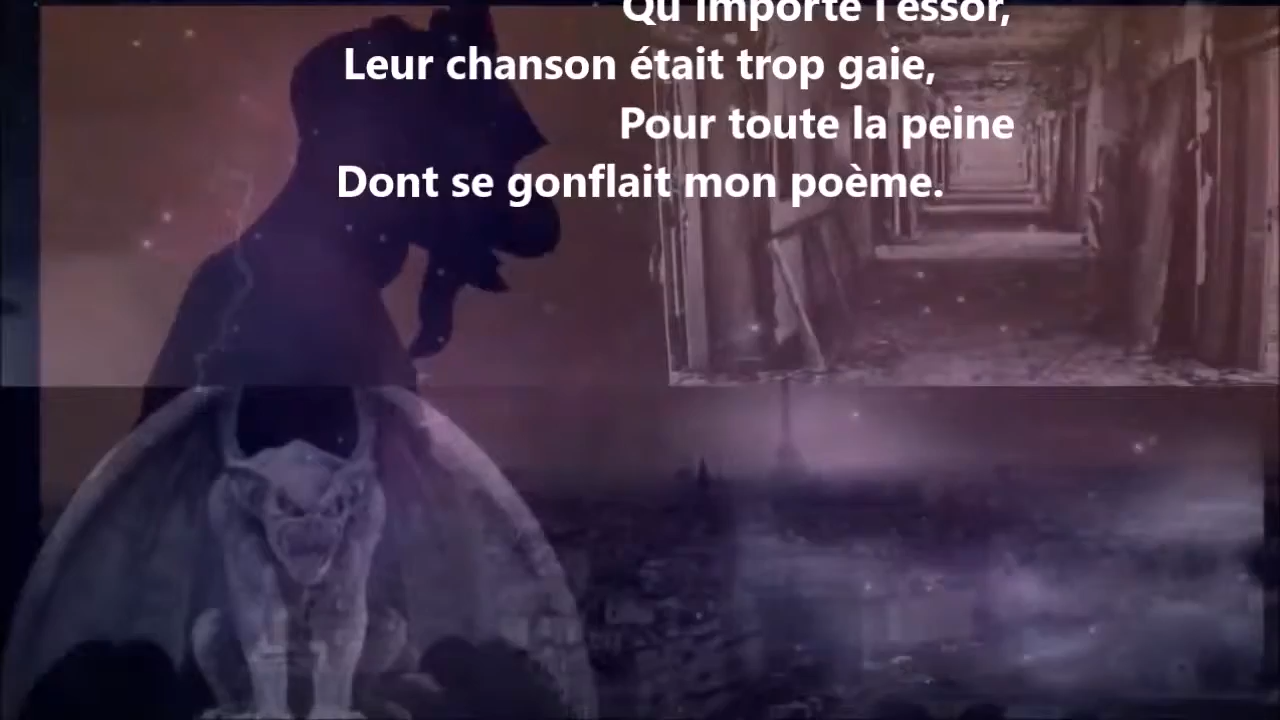 Qu'importe l'essor,
Leur chanson était trop gaie,
Pour toute la peine
Dont se gonflait mon poème.